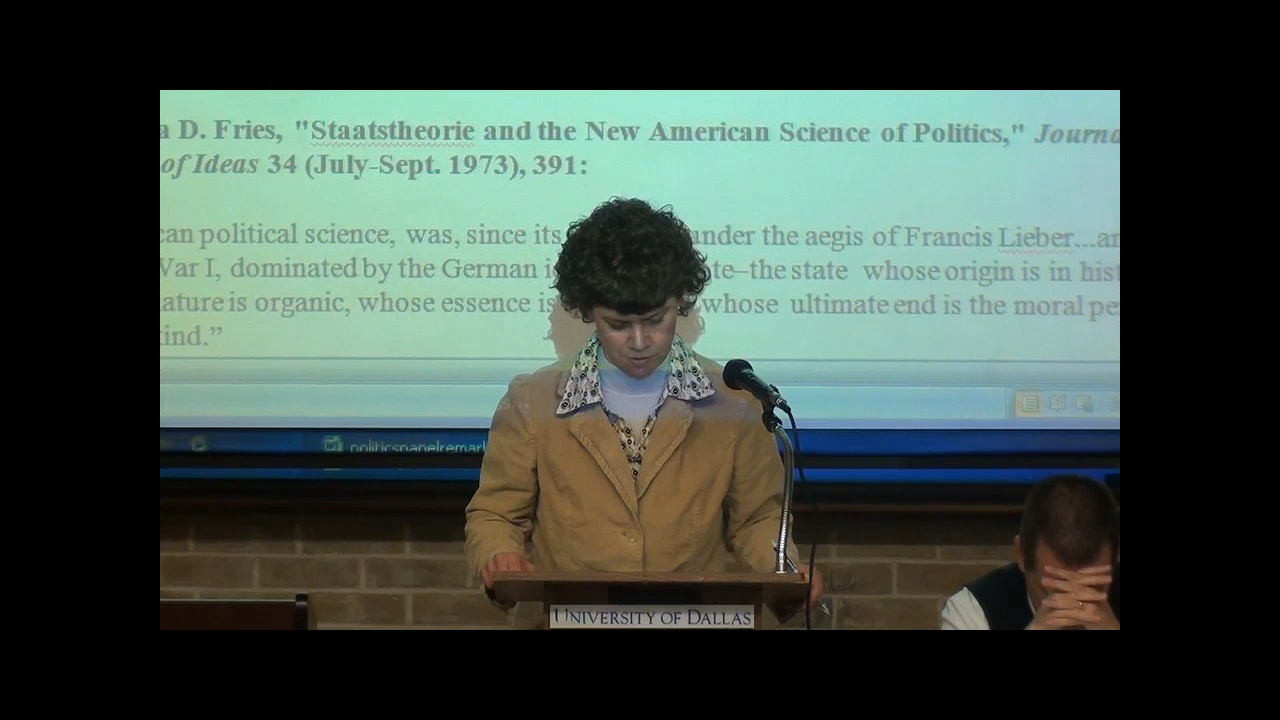 D. Fries, "Staatstheorie and the New American Science of Politics," Journa
of Ideas 34 (July-Sept. 1973), 391:
can political science, was, since its under the aegis of Francis Lieber...
War I, dominated by the German the state whose origin is in hist
ature is organic, whose essence is whose ultimate end is the moral pe
ind.”
politicspanelremark
UNIVERSITY OF DALLAS